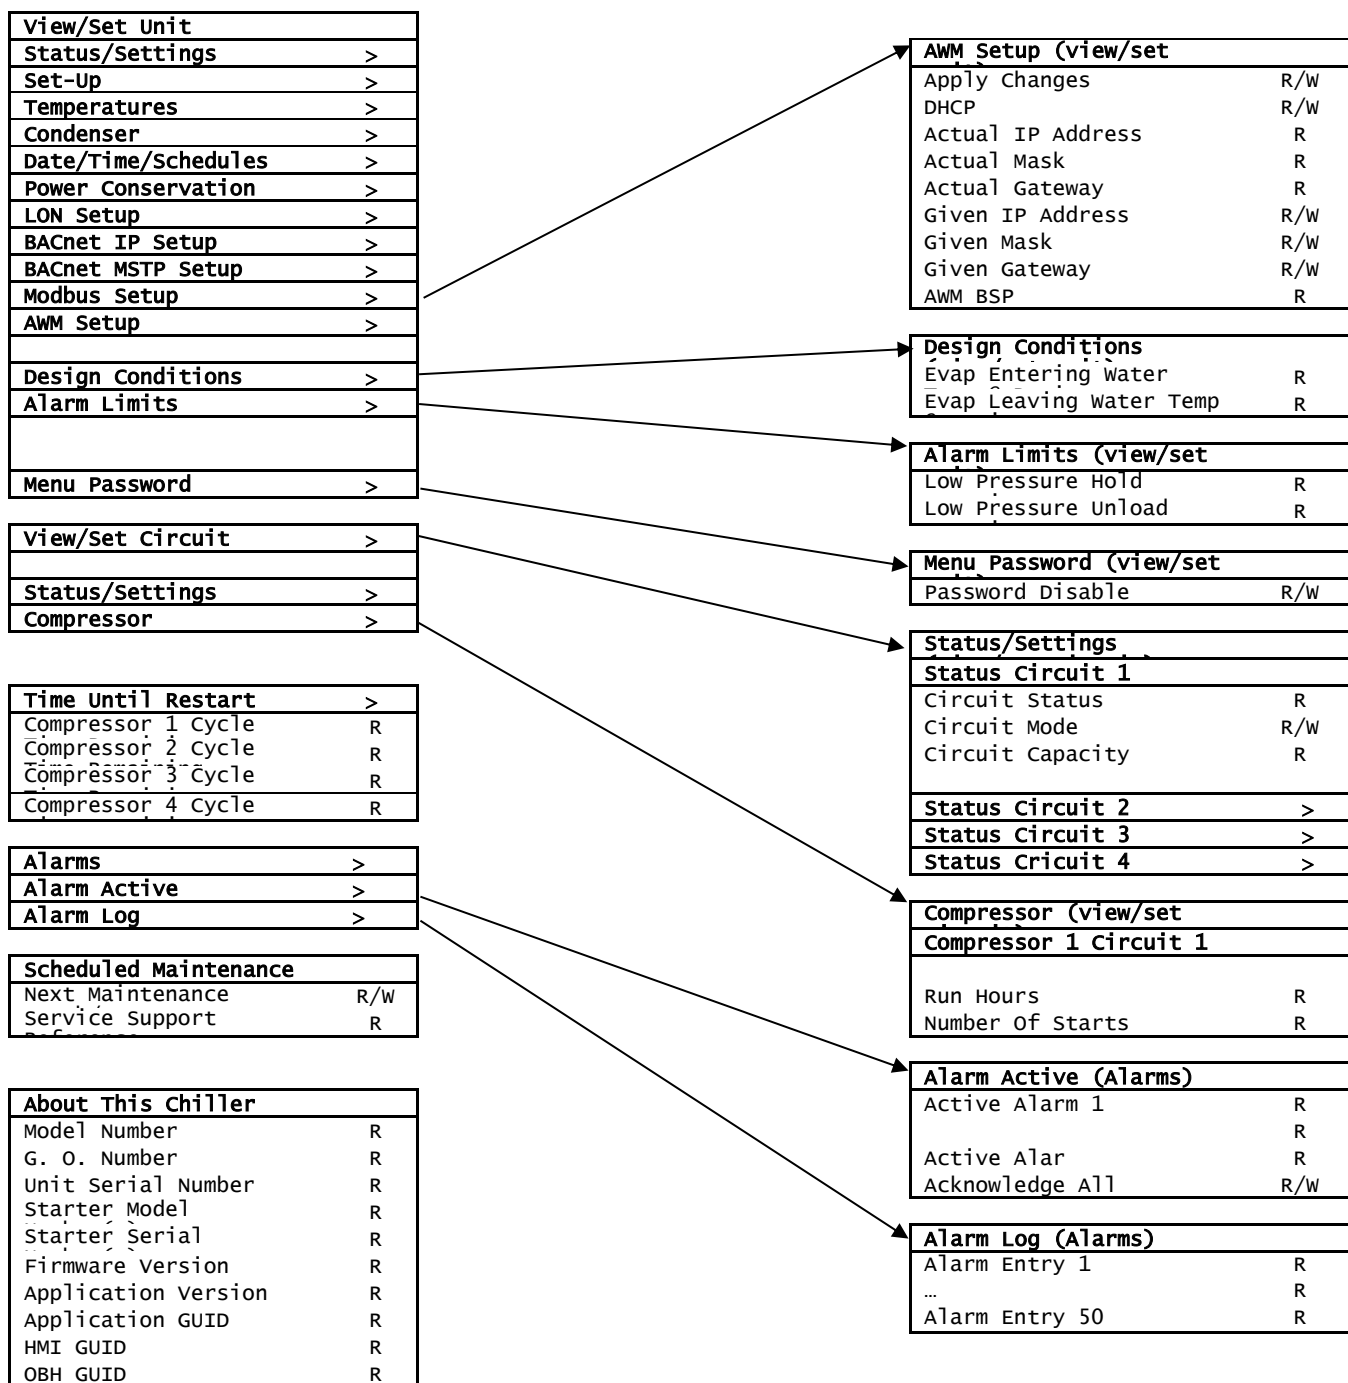 View/Set Unit
Status/Settings >
Set-Up >
Temperatures >
Condenser >
Date/Time/Schedules >
Power Conservation >
LON Setup >
BACnet IP Setup >
BACnet MSTP Setup >
Modbus Setup >
AWM Setup >
Design Conditions >
Alarm Limits >
Menu Password >
View/Set Circuit >
Status/Settings >
Compressor >
Time Until Restart >
Compressor 1 Cycle R
Compressor 2 Cycle R
Compressor 3 Cycle R
Compressor 4 Cycle R
Alarms >
Alarm Active >
Alarm Log >
Scheduled Maintenance
Next Maintenance R/W
Service Support R
About This Chiller
Model Number R
G. O. Number R
Unit Serial Number R
Starter Model R
Starter Serial R
Firmware Version R
Application Version R
Application GUID R
HMI GUID R
OBH GUID R
AWM Setup (view/set
Apply Changes R/W
DHCP R/W
Actual IP Address R
Actual Mask R
Actual Gateway R
Given IP Address R/W
Given Mask R/W
Given Gateway R/W
AWM BSP R
Design Conditions
Evap Entering Water R
Evap Leaving Water Temp R
Alarm Limits (view/set
Low Pressure Hold R
Low Pressure Unload R
Menu Password (view/set
Password Disable R/W
Status/Settings
Status Circuit 1
Circuit Status R
Circuit Mode R/W
Circuit Capacity R
Status Circuit 2 >
Status Circuit 3 >
Status Cricuit 4 >
Compressor (view/set
Compressor 1 Circuit 1
Run Hours R
Number Of Starts R
Alarm Active (Alarms)
Active Alarm 1 R
R
Active Alar R
Acknowledge All R/W
Alarm Log (Alarms)
Alarm Entry 1 R
… R
Alarm Entry 50 R